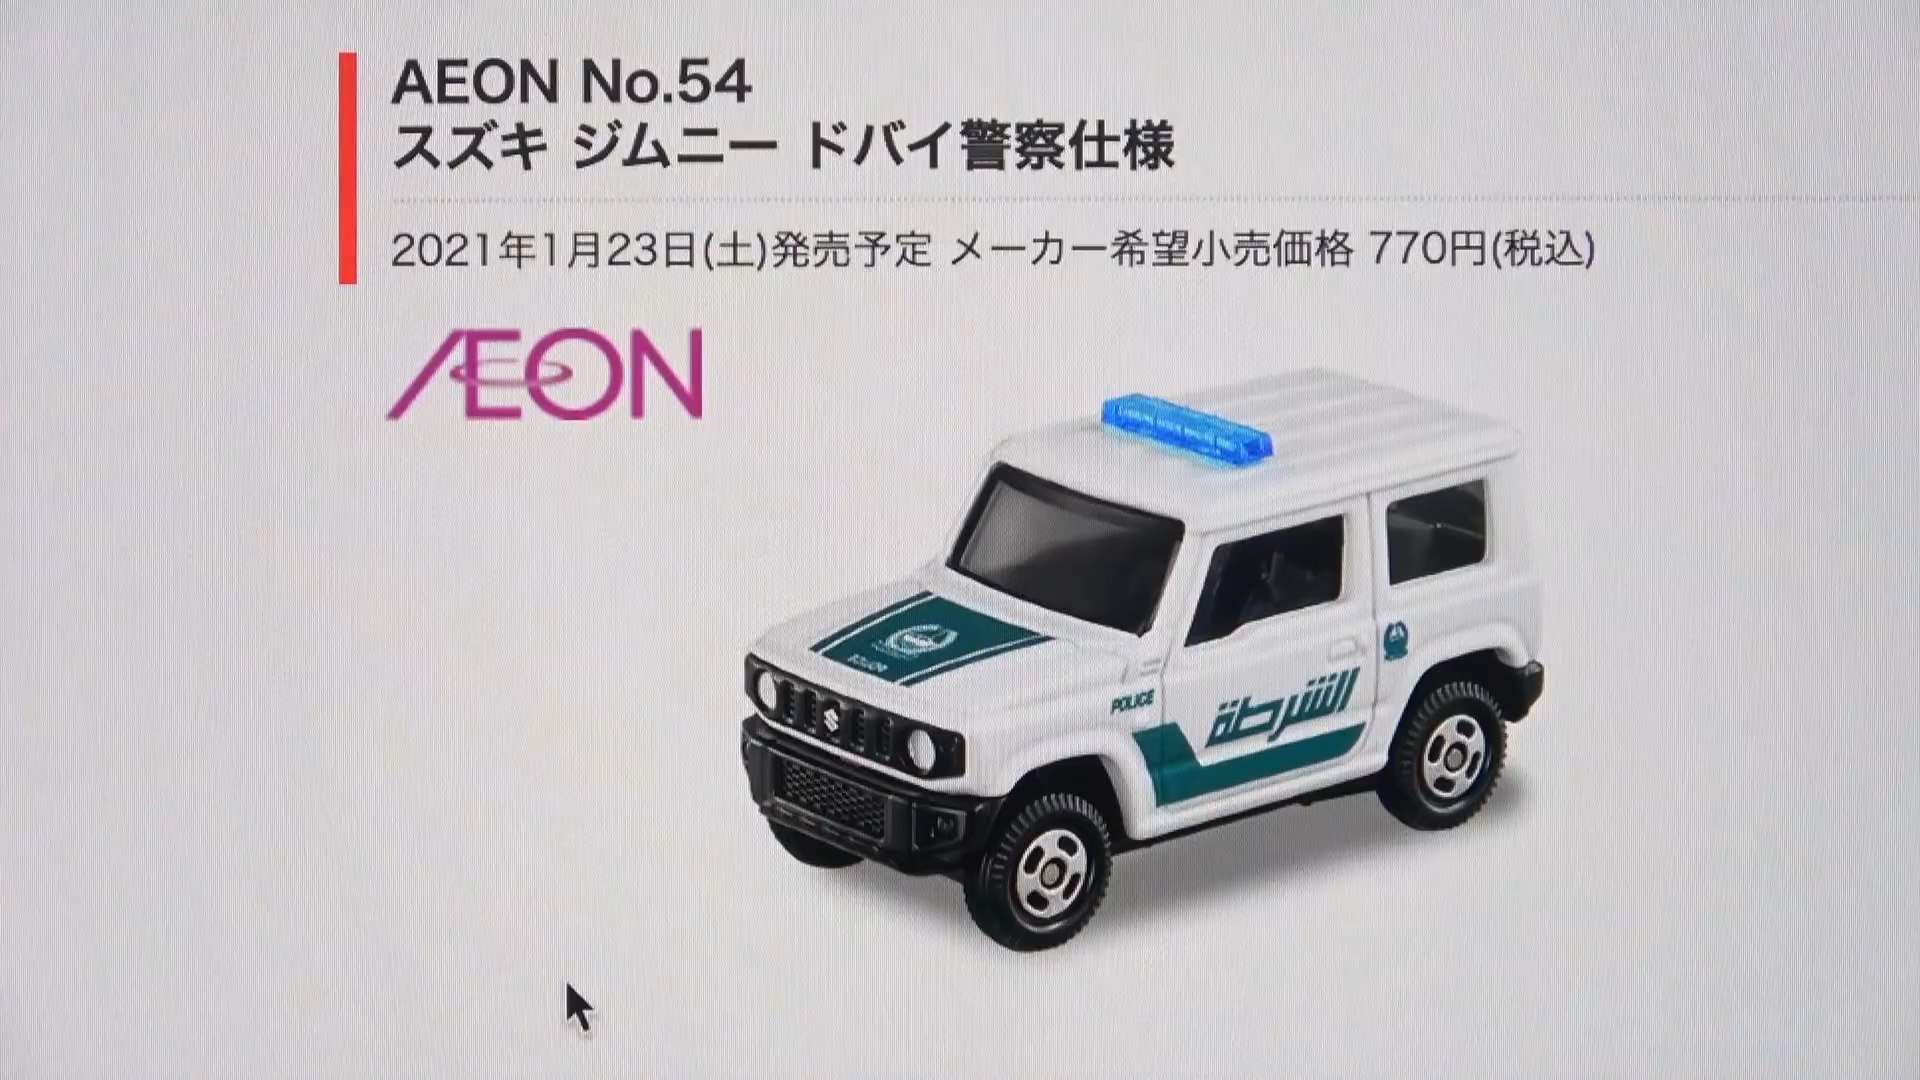 AEON No.54
スズキ ジムニー ドバイ警察仕様
2021年1月23日(土)発売予定 メーカー希望小売価格 770円(税込)
AEON
POLICE
الشرطة